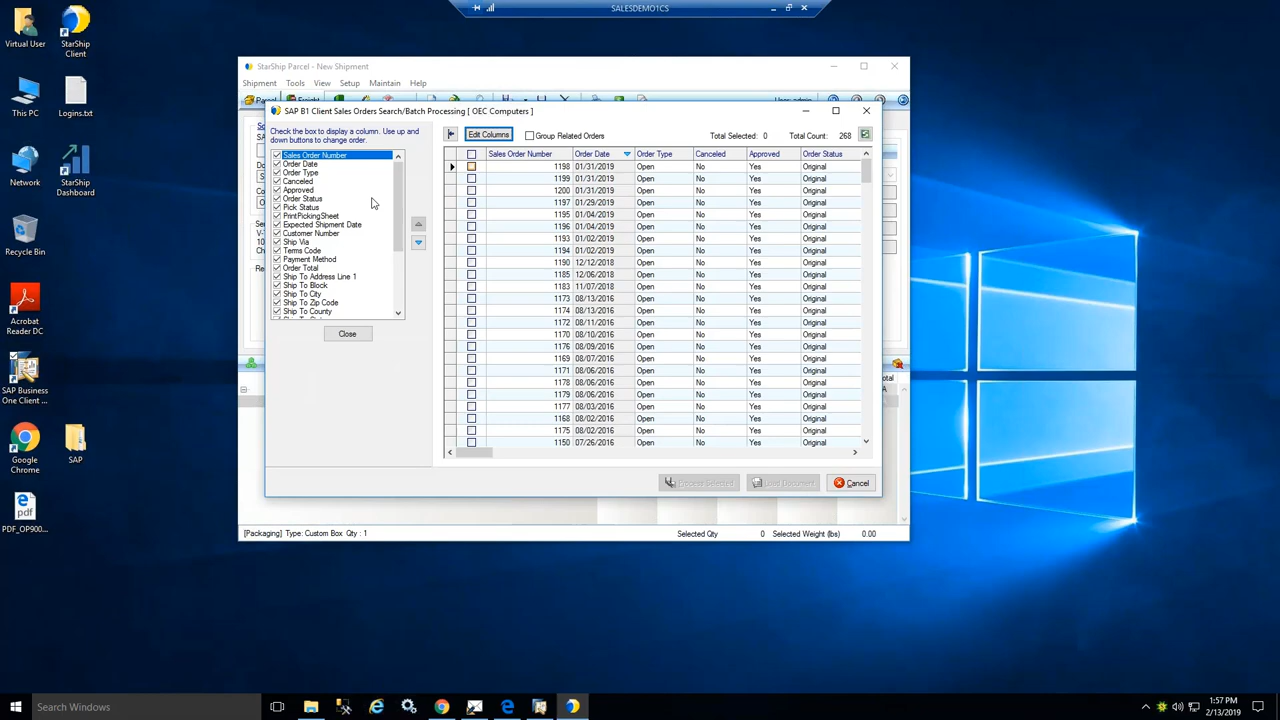 SALESDEMO1CS
Virtual User
StarShip Client
This PC
Logins.txt
Network
StarShip Dashboard
Recycle Bin
Acrobat Reader DC
SAP Business One Client ...
Google Chrome
SAP
PDF_OP900...
StarShip Parcel - New Shipment
Shipment Tools View Setup Maintain Help
SAP B1 Client Sales Orders Search/Batch Processing [ OEC Computers ]
Check the box to display a column. Use up and down buttons to change order.
Sales Order Number
Order Date
Order Type
Canceled
Approved
Order Status
Pick Status
PrintPickingSheet
Expected Shipment Date
Customer Number
Ship Via
Terms Code
Payment Method
Order Total
Ship To Address Line 1
Ship To Block
Ship To City
Ship To Zip Code
Ship To County
Close
Edit Columns Group Related Orders Total Selected: 0 Total Count: 268
Sales Order Number Order Date Order Type Canceled Approved Order Status
1198 01/31/2019 Open No Yes Original
1199 01/31/2019 Open No Yes Original
1200 01/31/2019 Open No Yes Original
1197 01/29/2019 Open No Yes Original
1195 01/04/2019 Open No Yes Original
1196 01/04/2019 Open No Yes Original
1193 01/02/2019 Open No Yes Original
1194 01/02/2019 Open No Yes Original
1190 12/12/2018 Open No Yes Original
1185 12/06/2018 Open No Yes Original
1183 11/07/2018 Open No Yes Original
1173 08/13/2016 Open No Yes Original
1174 08/13/2016 Open No Yes Original
1172 08/11/2016 Open No Yes Original
1170 08/10/2016 Open No Yes Original
1176 08/09/2016 Open No Yes Original
1169 08/07/2016 Open No Yes Original
1171 08/06/2016 Open No Yes Original
1178 08/06/2016 Open No Yes Original
1179 08/06/2016 Open No Yes Original
1177 08/03/2016 Open No Yes Original
1168 08/02/2016 Open No Yes Original
1175 08/02/2016 Open No Yes Original
1150 07/26/2016 Open No Yes Original
Process Selected Load Document Cancel
[Packaging] Type: Custom Box Qty : 1 Selected Qty 0 Selected Weight (lbs) 0.00
Search Windows
1:57 PM
2/13/2019